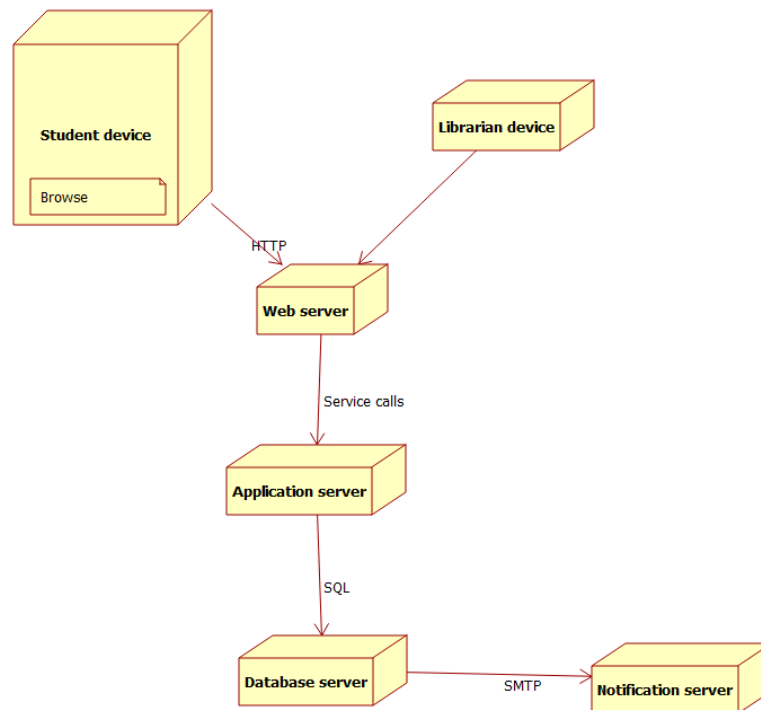 Student device
Browse
Librarian device
HTTP
Web server
Service calls
Application server
SQL
Database server
SMTP
Notification server